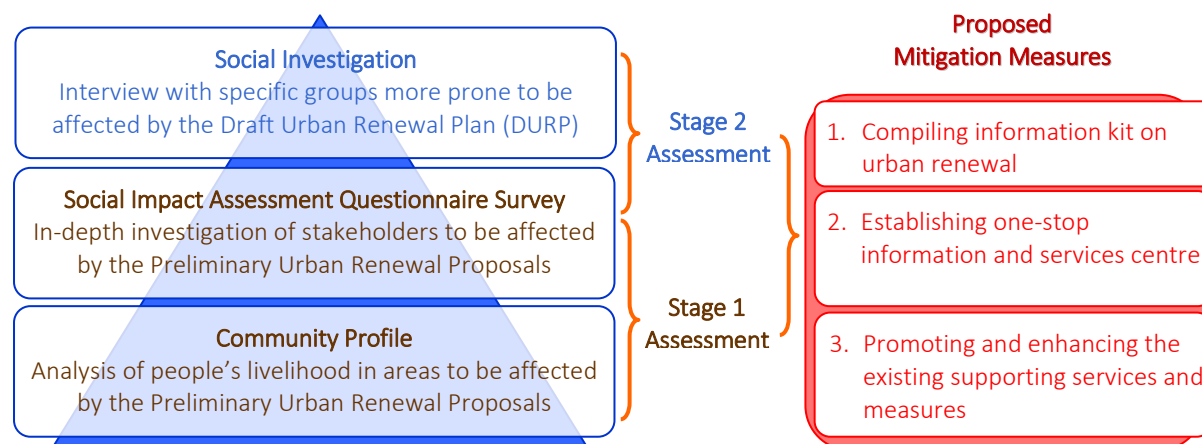 Social Investigation
Interview with specific groups more prone to be
affected by the Draft Urban Renewal Plan (DURP)
Social Impact Assessment Questionnaire Survey
In-depth investigation of stakeholders to be affected
by the Preliminary Urban Renewal Proposals
Community Profile
Analysis of people’s livelihood in areas to be affected
by the Preliminary Urban Renewal Proposals
Stage 2
Assessment
Stage 1
Assessment
Proposed
Mitigation Measures
1. Compiling information kit on
urban renewal
2. Establishing one-stop
information and services centre
3. Promoting and enhancing the
existing supporting services and
measures